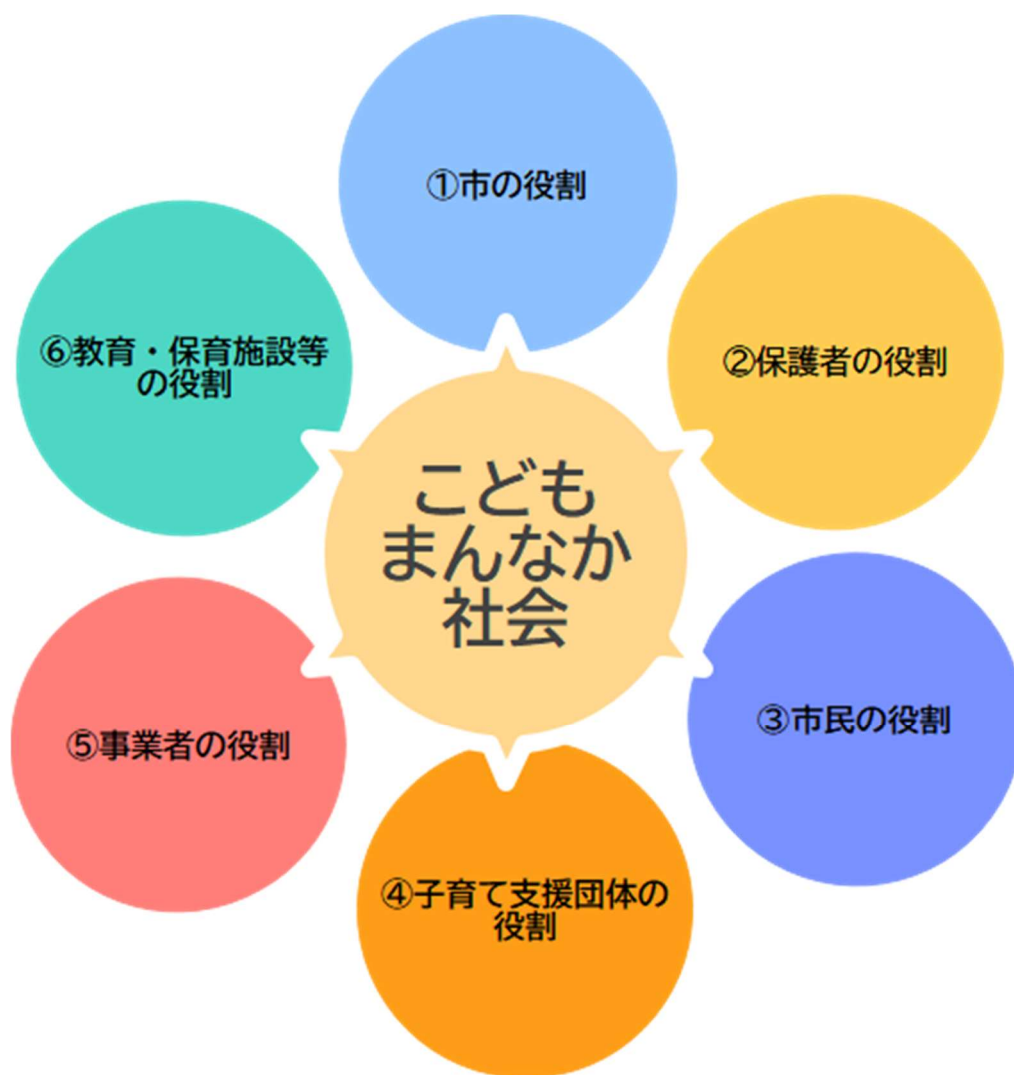 ①市の役割
②保護者の役割
③市民の役割
④子育て支援団体の
役割
⑤事業者の役割
⑥教育・保育施設等
の役割
こども
まんなか
社会